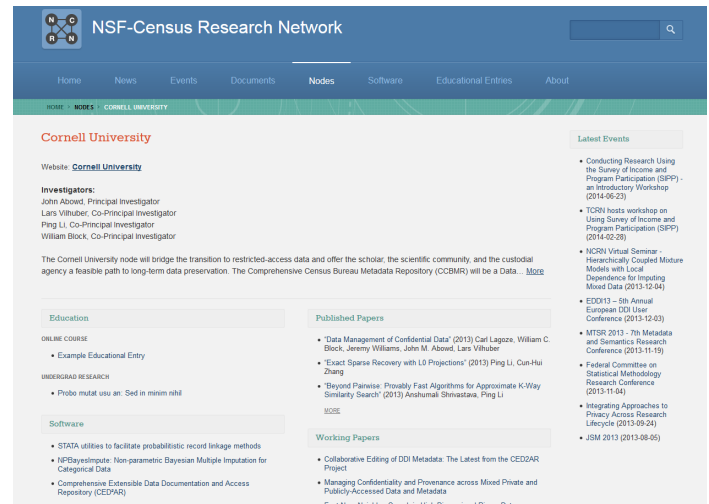 N C
R N
NSF-Census Research Network
Home News Events Documents Nodes Software Educational Entries About
HOME > NODES > CORNELL UNIVERSITY
Cornell University
Website: Cornell University
Investigators:
John Abowd, Principal Investigator
Lars Vilhuber, Co-Principal Investigator
Ping Li, Co-Principal Investigator
William Block, Co-Principal Investigator
The Cornell University node will bridge the transition to restricted-access data and offer the scholar, the scientific community, and the custodial
agency a feasible path to long-term data preservation. The Comprehensive Census Bureau Metadata Repository (CCBMR) will be a Data... More
Education
ONLINE COURSE
• Example Educational Entry
UNDERGRAD RESEARCH
• Probo mutat usu an: Sed in minim nihil
Software
• STATA utilities to facilitate probabilitistic record linkage methods
• NPBayesImpute: Non-parametric Bayesian Multiple Imputation for
Categorical Data
• Comprehensive Extensible Data Documentation and Access
Repository (CED²AR)
Published Papers
• "Data Management of Confidential Data" (2013) Carl Lagoze, William C.
Block, Jeremy Williams, John M. Abowd, Lars Vilhuber
• "Exact Sparse Recovery with L0 Projections" (2013) Ping Li, Cun-Hui
Zhang
• "Beyond Pairwise: Provably Fast Algorithms for Approximate K-Way
Similarity Search" (2013) Anshumali Shrivastava, Ping Li
MORE
Working Papers
• Collaborative Editing of DDI Metadata: The Latest from the CED2AR
Project
• Managing Confidentiality and Provenance across Mixed Private and
Publicly-Accessed Data and Metadata
Latest Events
• Conducting Research Using
the Survey of Income and
Program Participation (SIPP) -
an Introductory Workshop
(2014-06-23)
• TCRN hosts workshop on
Using Survey of Income and
Program Participation (SIPP)
(2014-02-28)
• NCRN Virtual Seminar -
Hierarchically Coupled Mixture
Models with Local
Dependence for Imputing
Mixed Data (2013-12-04)
• EDDI13 – 5th Annual
European DDI User
Conference (2013-12-03)
• MTSR 2013 - 7th Metadata
and Semantics Research
Conference (2013-11-19)
• Federal Committee on
Statistical Methodology
Research Conference
(2013-11-04)
• Integrating Approaches to
Privacy Across Research
Lifecycle (2013-09-24)
• JSM 2013 (2013-08-05)